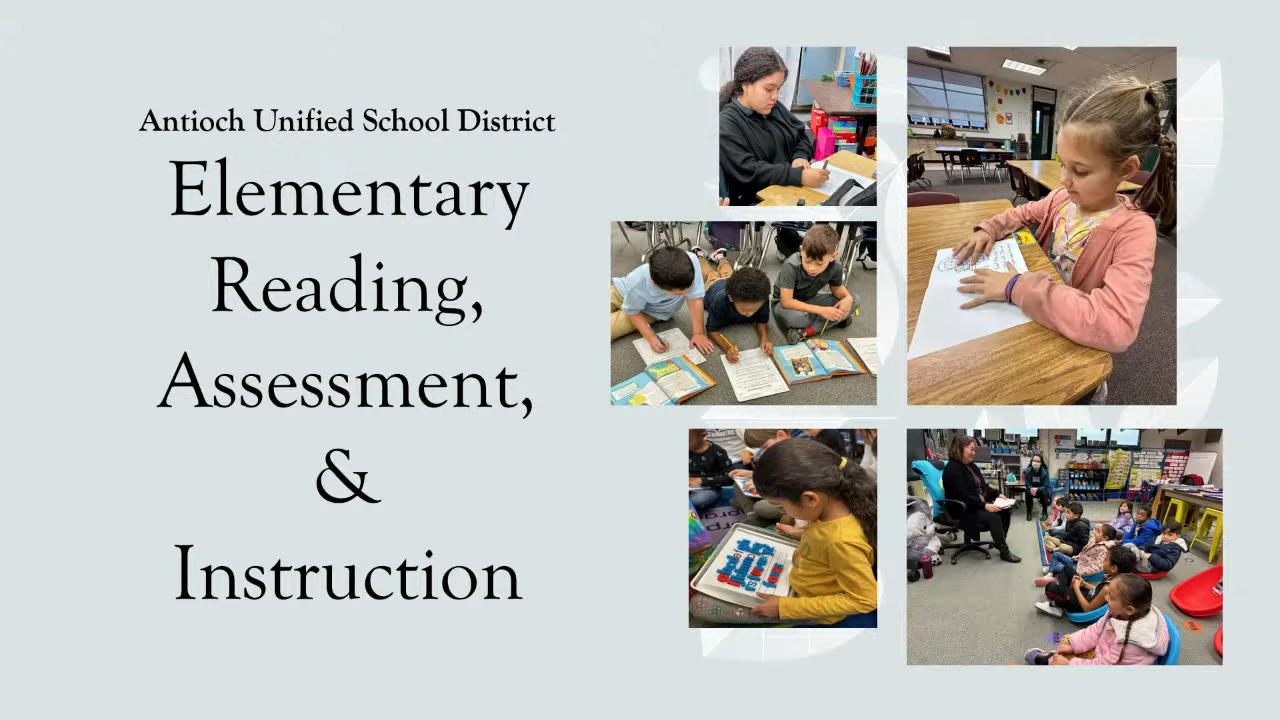 Antioch Unified School District
Elementary
Reading,
Assessment,
&
Instruction